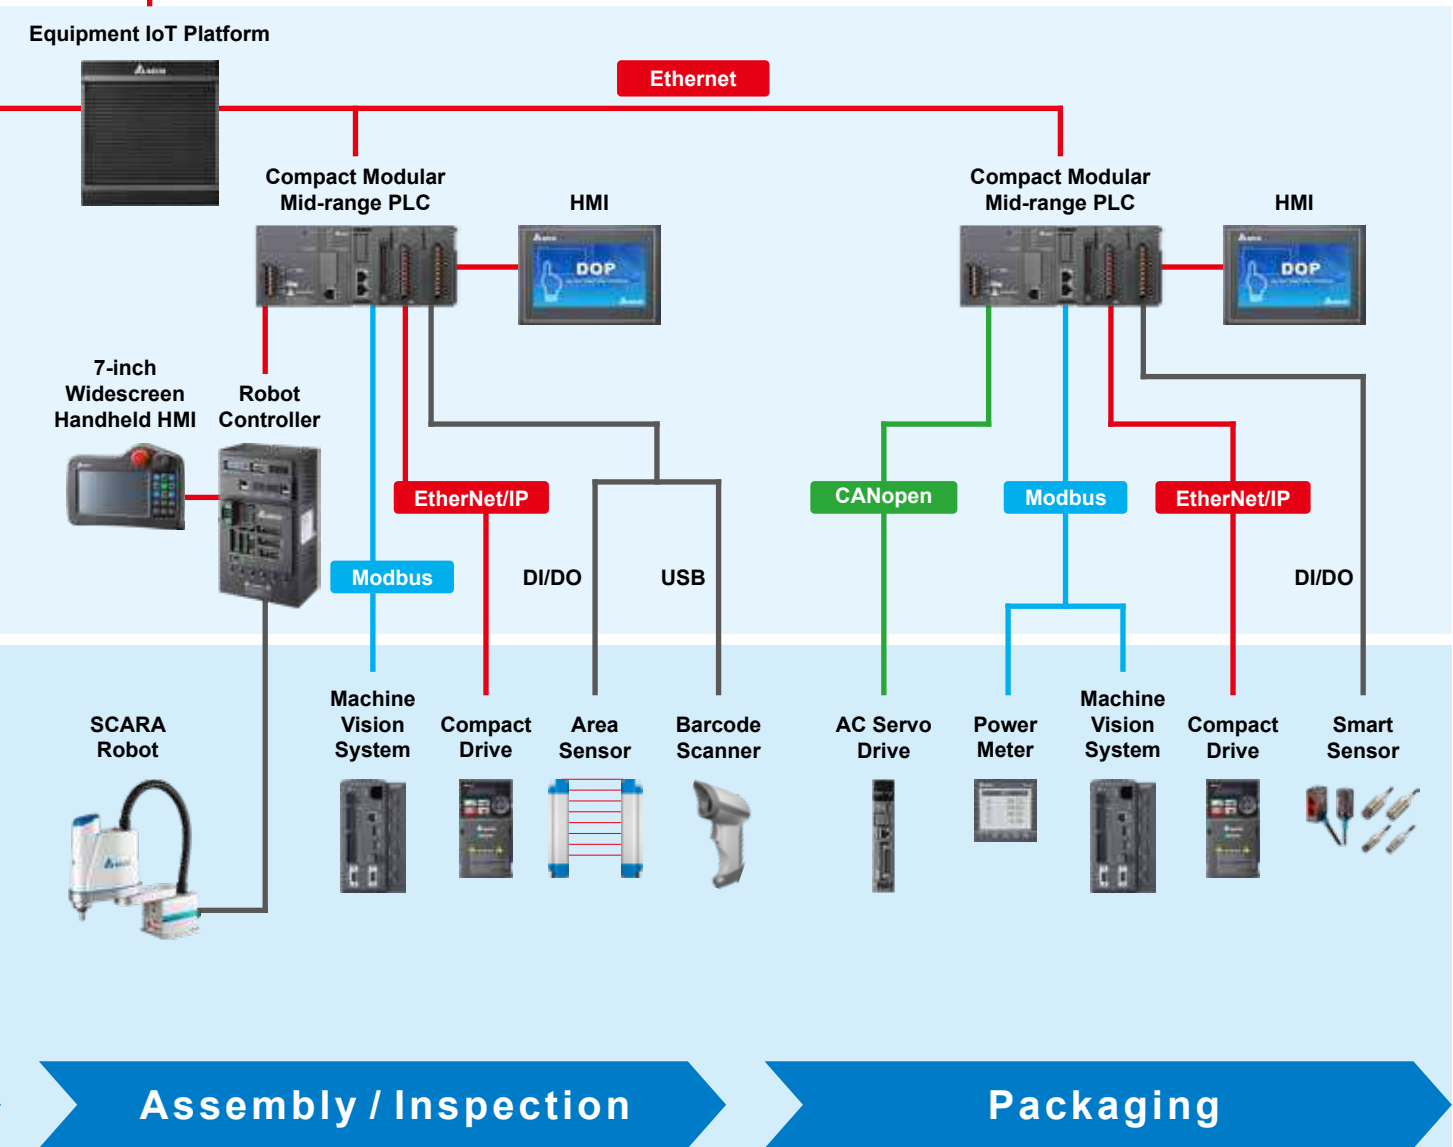 Equipment IoT Platform
Ethernet
Compact Modular
Mid-range PLC
HMI
DOP
Compact Modular
Mid-range PLC
HMI
DOP
7-inch
Widescreen
Handheld HMI
Robot
Controller
EtherNet/IP
Modbus
DI/DO
USB
CANopen
Modbus
EtherNet/IP
DI/DO
SCARA
Robot
Machine
Vision
System
Compact
Drive
Area
Sensor
Barcode
Scanner
AC Servo
Drive
Power
Meter
Machine
Vision
System
Compact
Drive
Smart
Sensor
Assembly / Inspection
Packaging